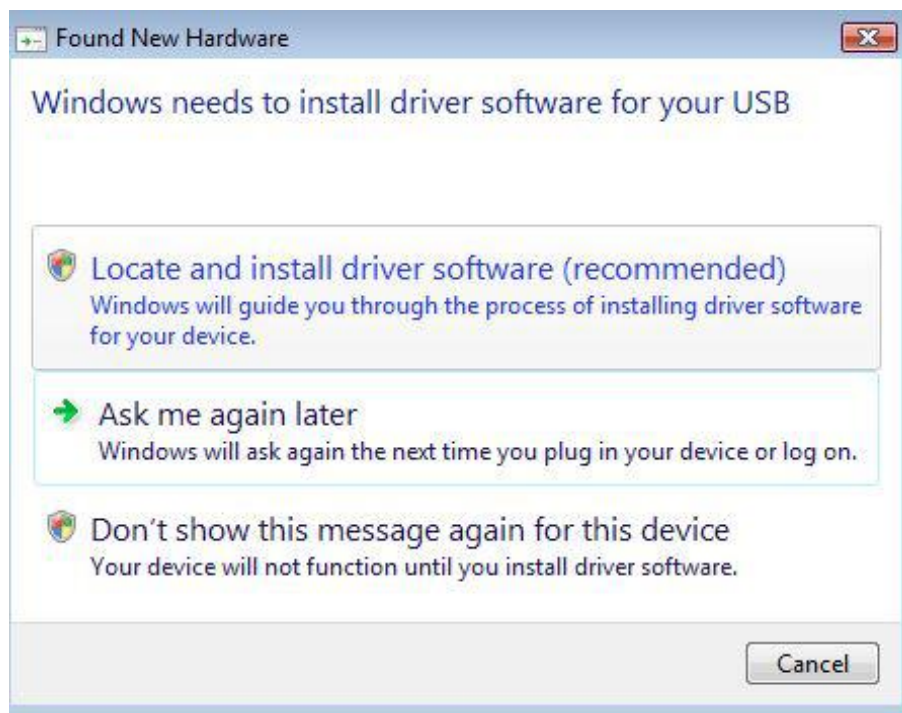 Found New Hardware
Windows needs to install driver software for your USB
Locate and install driver software (recommended)
Windows will guide you through the process of installing driver software
for your device.
Ask me again later
Windows will ask again the next time you plug in your device or log on.
Don't show this message again for this device
Your device will not function until you install driver software.
Cancel